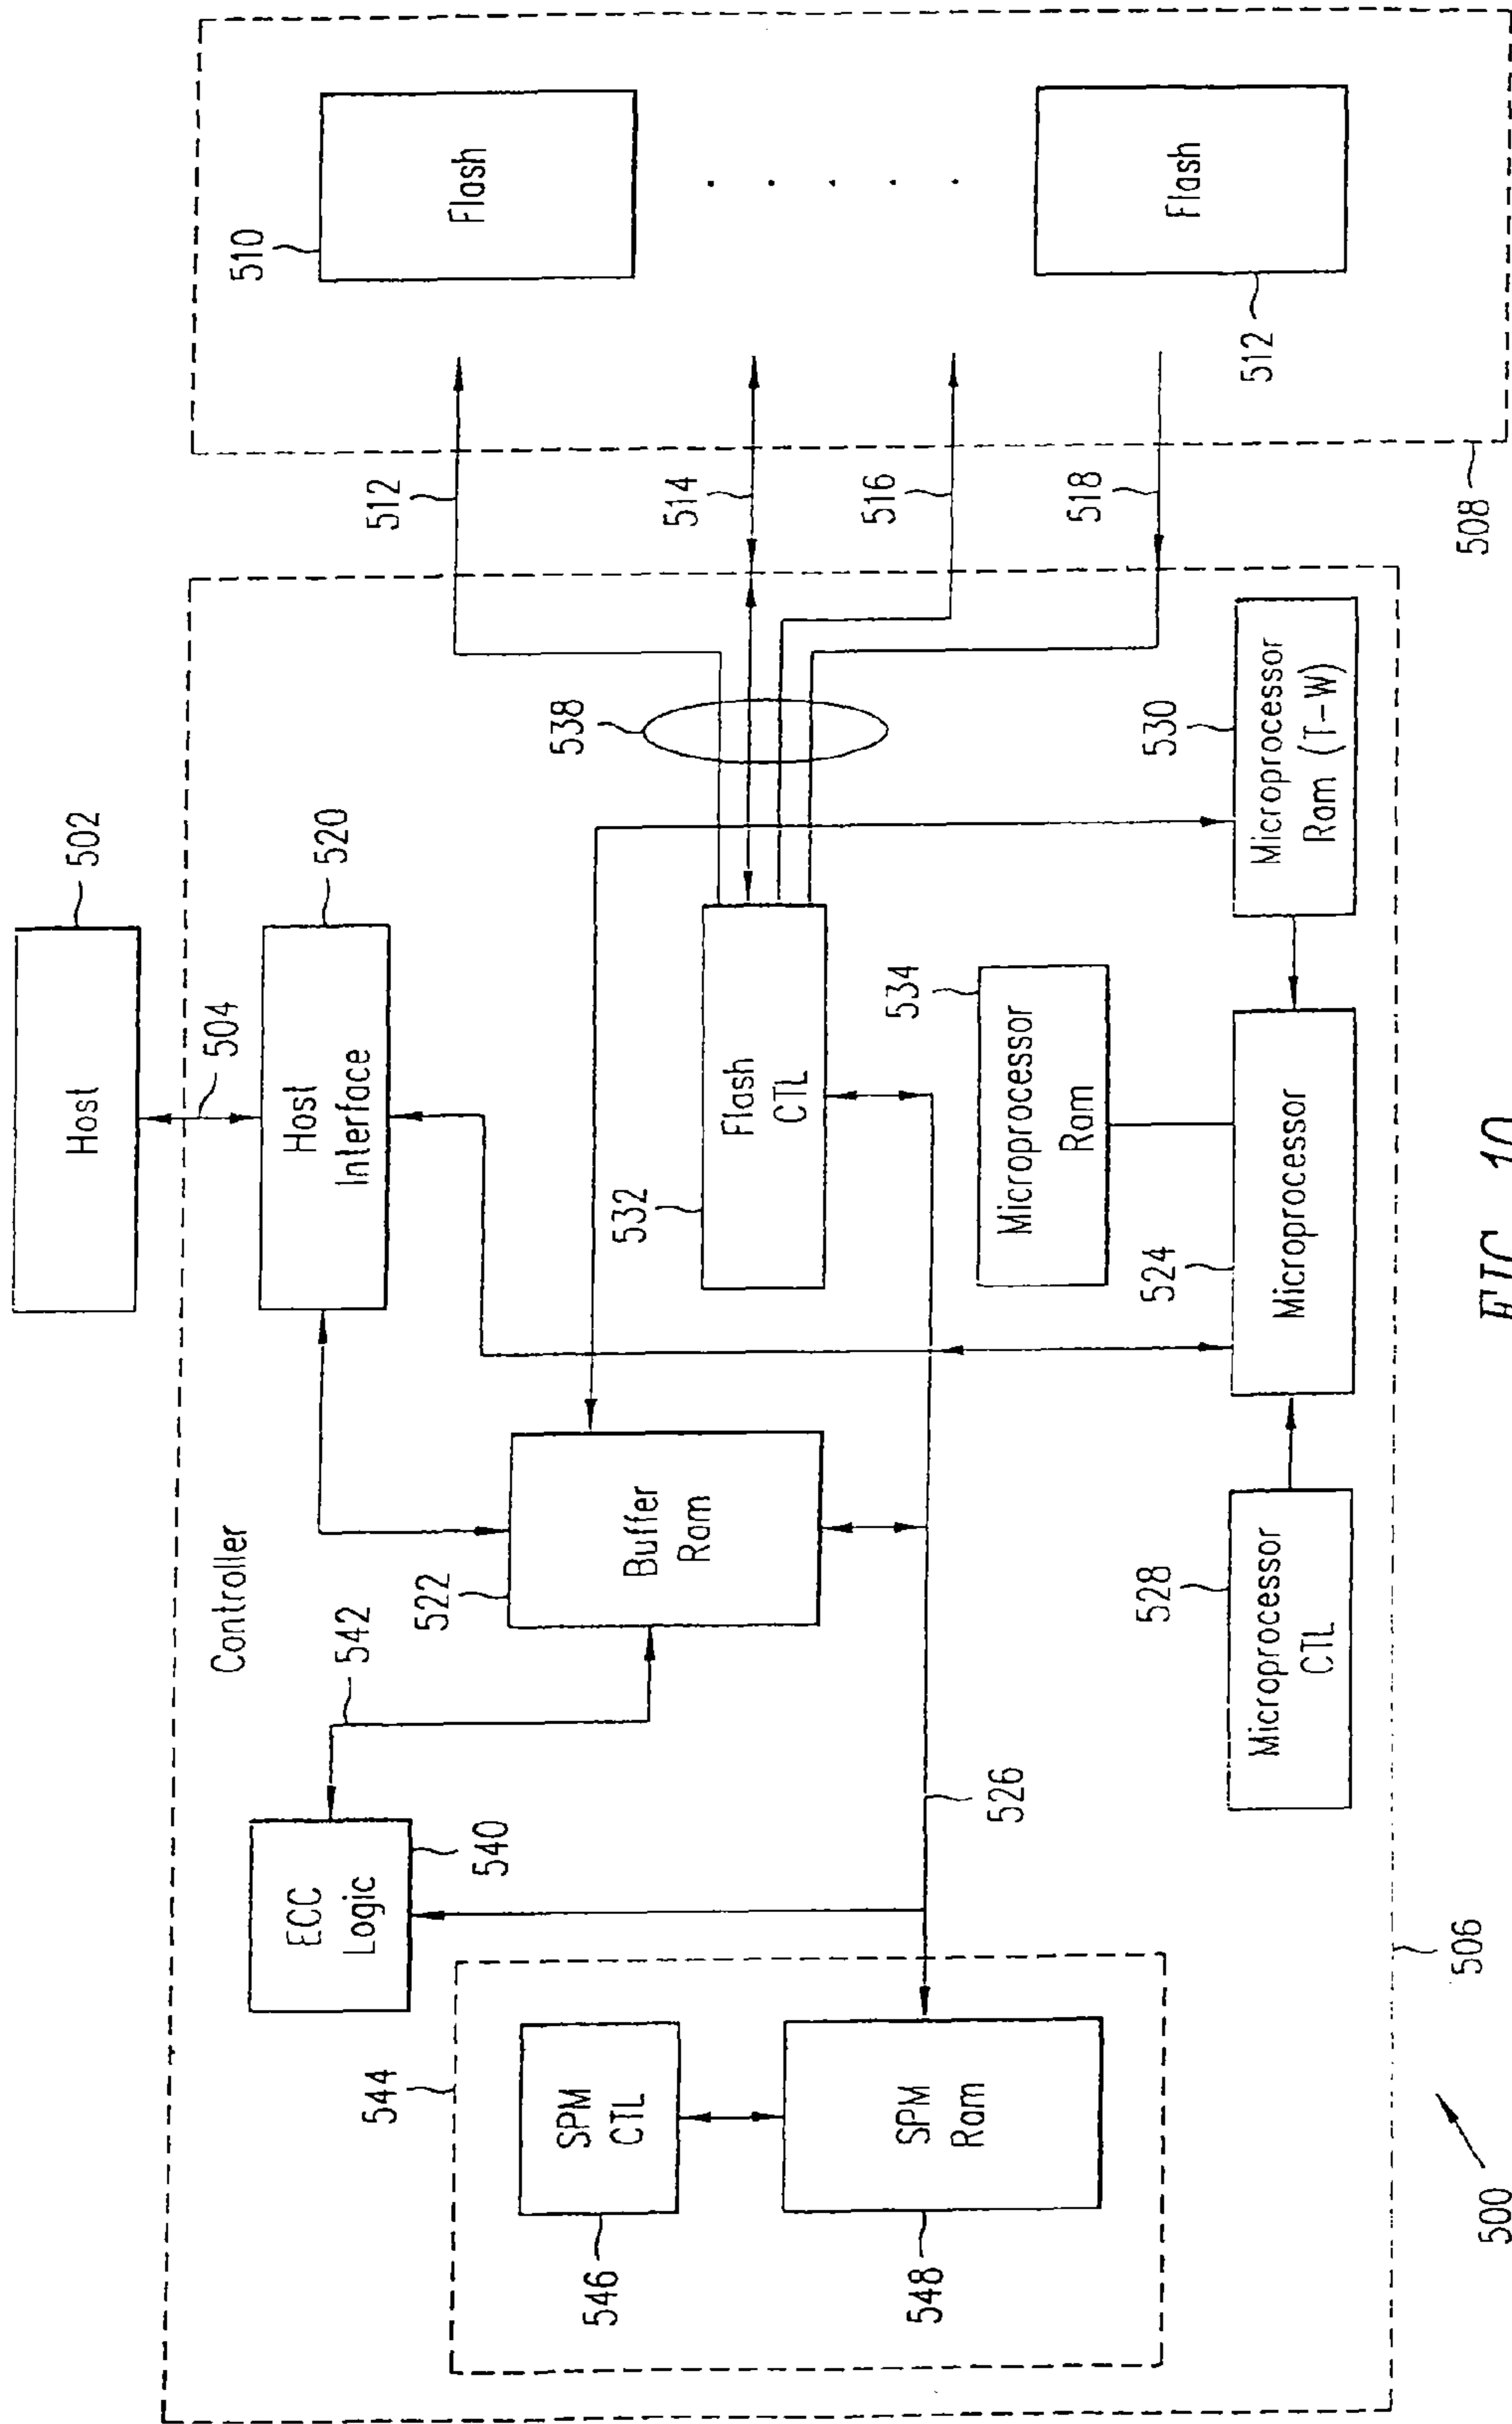 Host
502
504
Controller
Host
Interface
520
ECC
Logic
540
542
Buffer
Ram
522
Flash
CTL
532
538
544
SPM
CTL
546
SPM
Ram
548
526
Microprocessor
Ram
534
Microprocessor
CTL
528
Microprocessor
524
Microprocessor
Ram (T-W)
530
506
500
512
514
516
518
510
Flash
Flash
512
508
FIG. 10